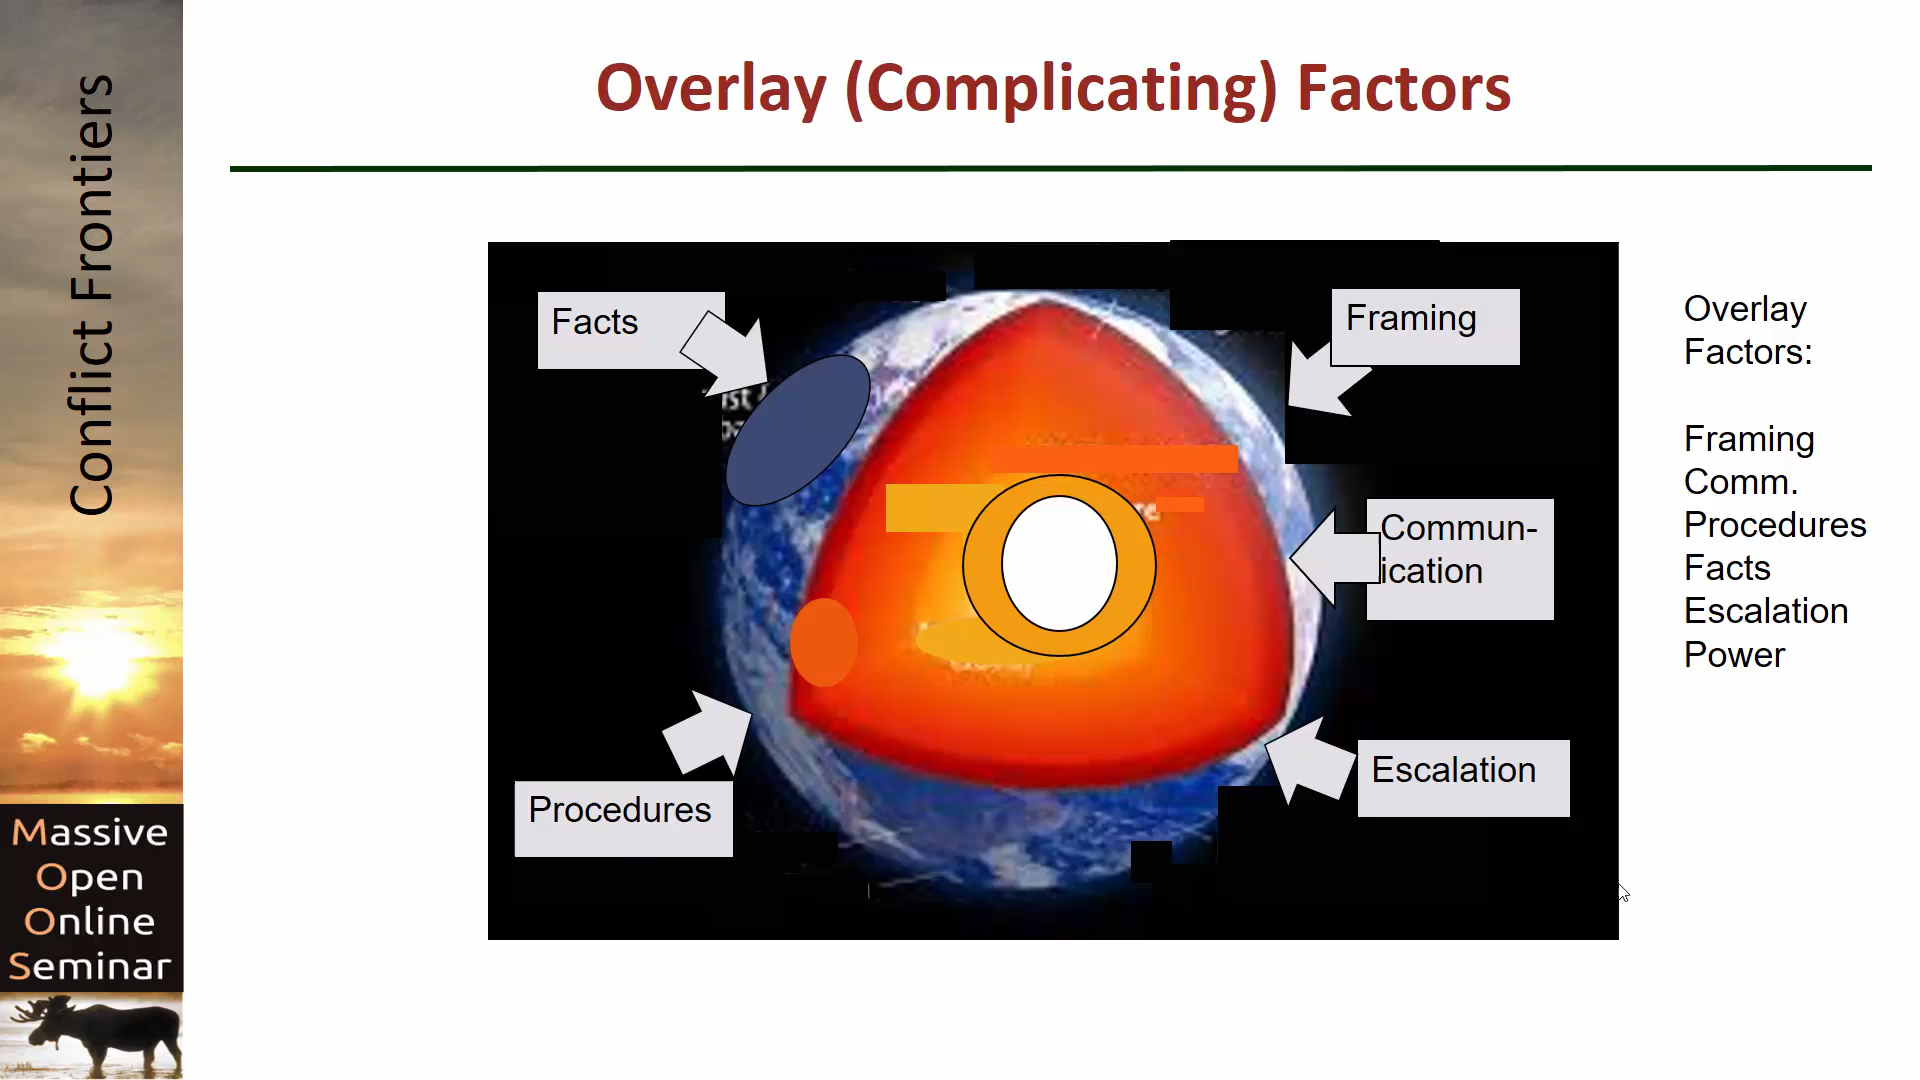 Conflict Frontiers
Massive
Open
Online
Seminar
Overlay (Complicating) Factors
Facts
Framing
Commun-
ication
Procedures
Escalation
Overlay
Factors:
Framing
Comm.
Procedures
Facts
Escalation
Power